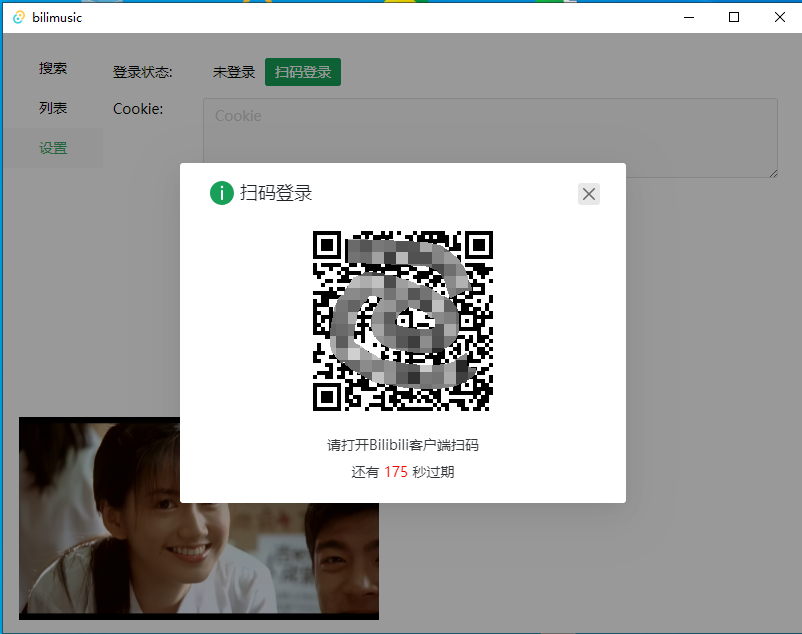 bilimusic
搜索
列表
设置
登录状态:
未登录
扫码登录
Cookie:
Cookie
扫码登录
请打开Bilibili客户端扫码
还有 175 秒过期